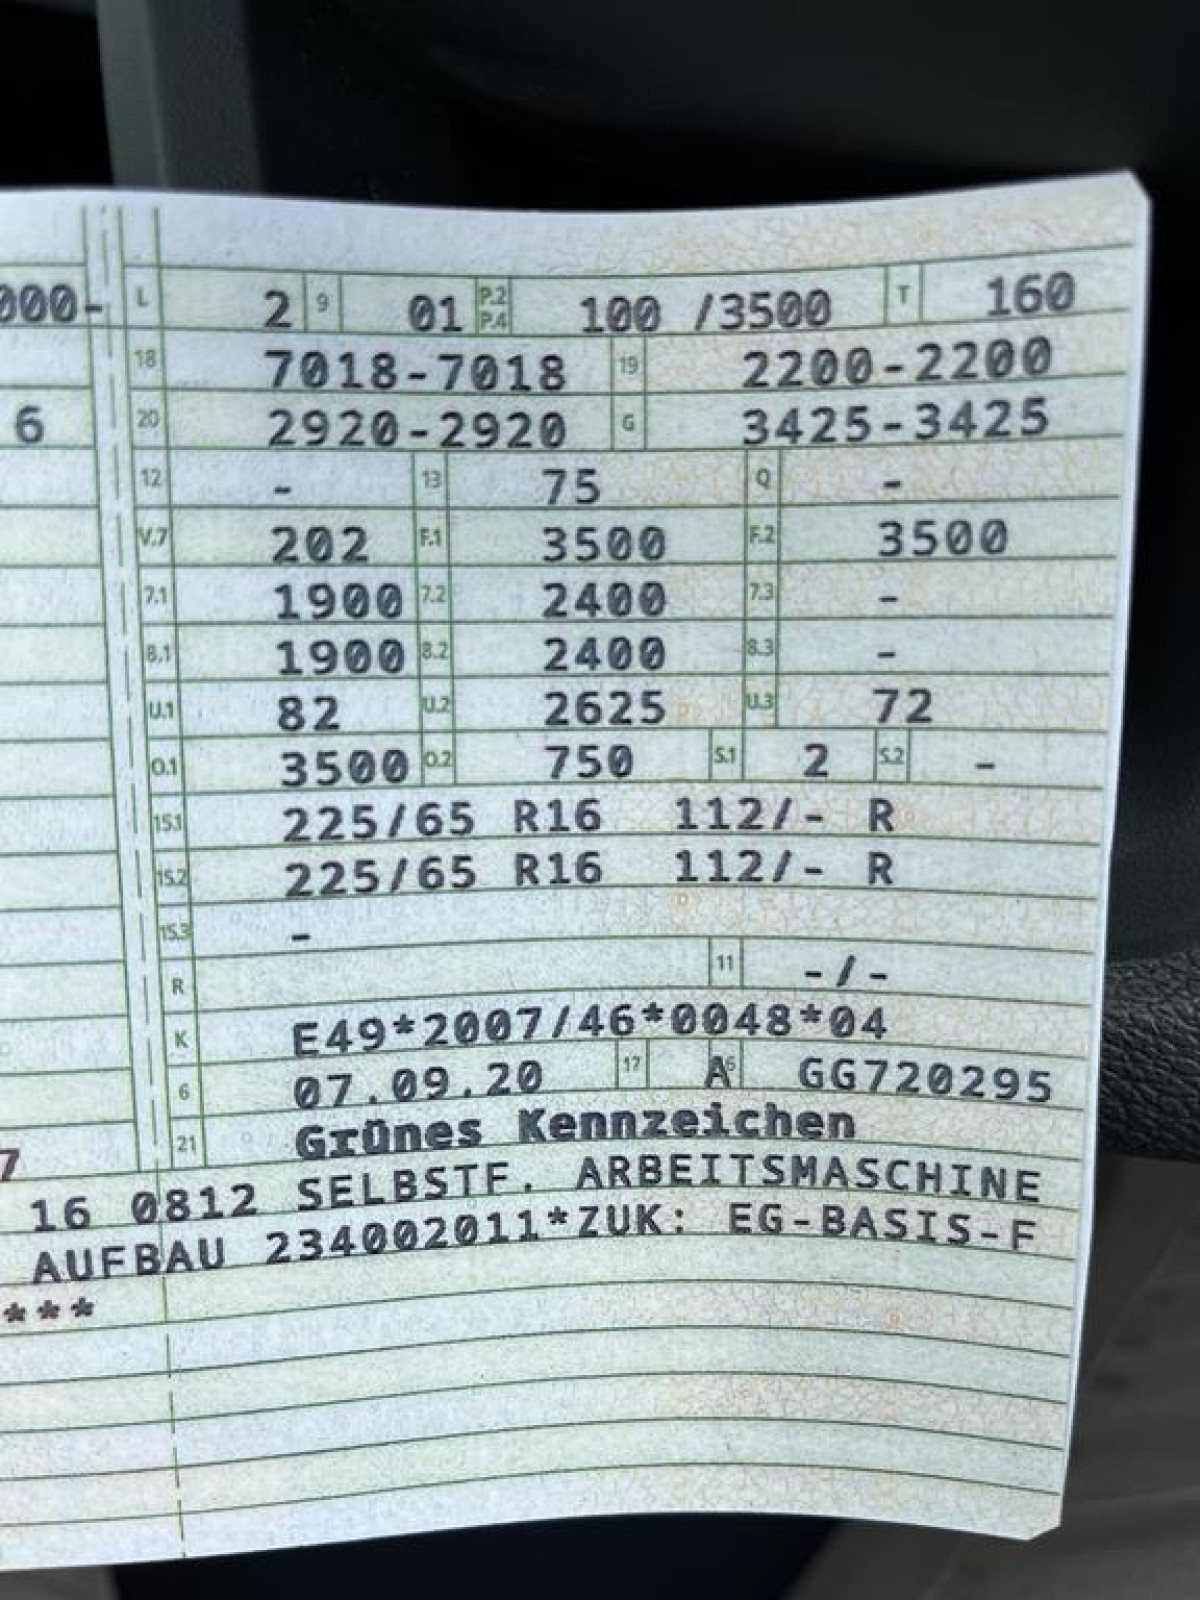 000- L 2 9 01 P.2 P.4 100 /3500 T 160
18 7018-7018 19 2200-2200
6 20 2920-2920 G 3425-3425
12 - 13 75 Q -
V.7 202 F.1 3500 F.2 3500
7.1 1900 7.2 2400 7.3 -
8.1 1900 8.2 2400 8.3 -
U.1 82 U.2 2625 U.3 72
O.1 3500 O.2 750 S.1 2 S.2 -
15.1 225/65 R16 112/- R
15.2 225/65 R16 112/- R
15.3 -
R 11 -/-
K E49*2007/46*0048*04
6 07.09.20 17 A 16 GG720295
21 Grünes Kennzeichen
7
16 0812 SELBSTF. ARBEITSMASCHINE
AUFBAU 234002011*ZUK: EG-BASIS-F
***